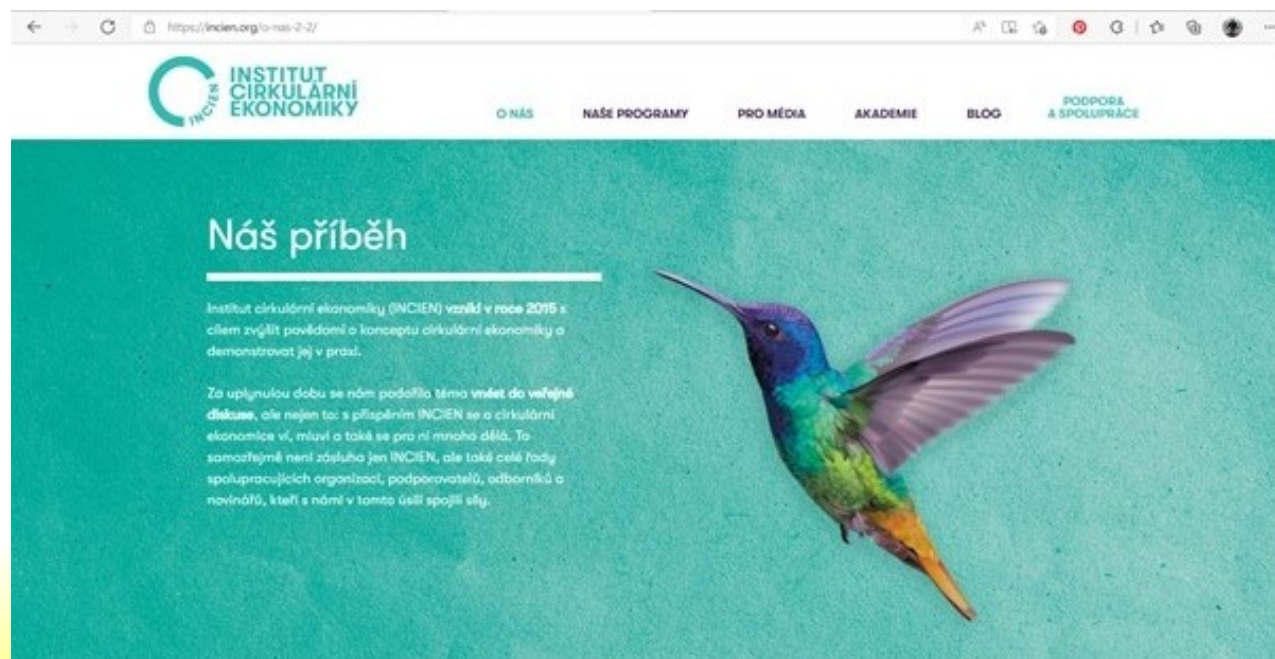 https://incien.org/o-nas-2-2/
INCIEN
INSTITUT
CIRKULÁRNÍ
EKONOMIKY
O NÁS
NAŠE PROGRAMY
PRO MÉDIA
AKADEMIE
BLOG
PODPORA
A SPOLUPRÁCE
Náš příběh
Institut cirkulární ekonomiky (INCIEN) vznikl v roce 2015 s
cílem zvýšit povědomí o konceptu cirkulární ekonomiky a
demonstrovat jej v praxi.
Za uplynulou dobu se nám podařilo téma vnést do veřejné
diskuse, ale nejen to: s přispěním INCIEN se o cirkulární
ekonomice ví, mluví a také se pro ni mnoho dělá. To
samozřejmě není zásluha jen INCIEN, ale také celé řady
spolupracujících organizací, podporovatelů, odborníků a
novinářů, kteří s námi v tomto úsilí spojili síly.